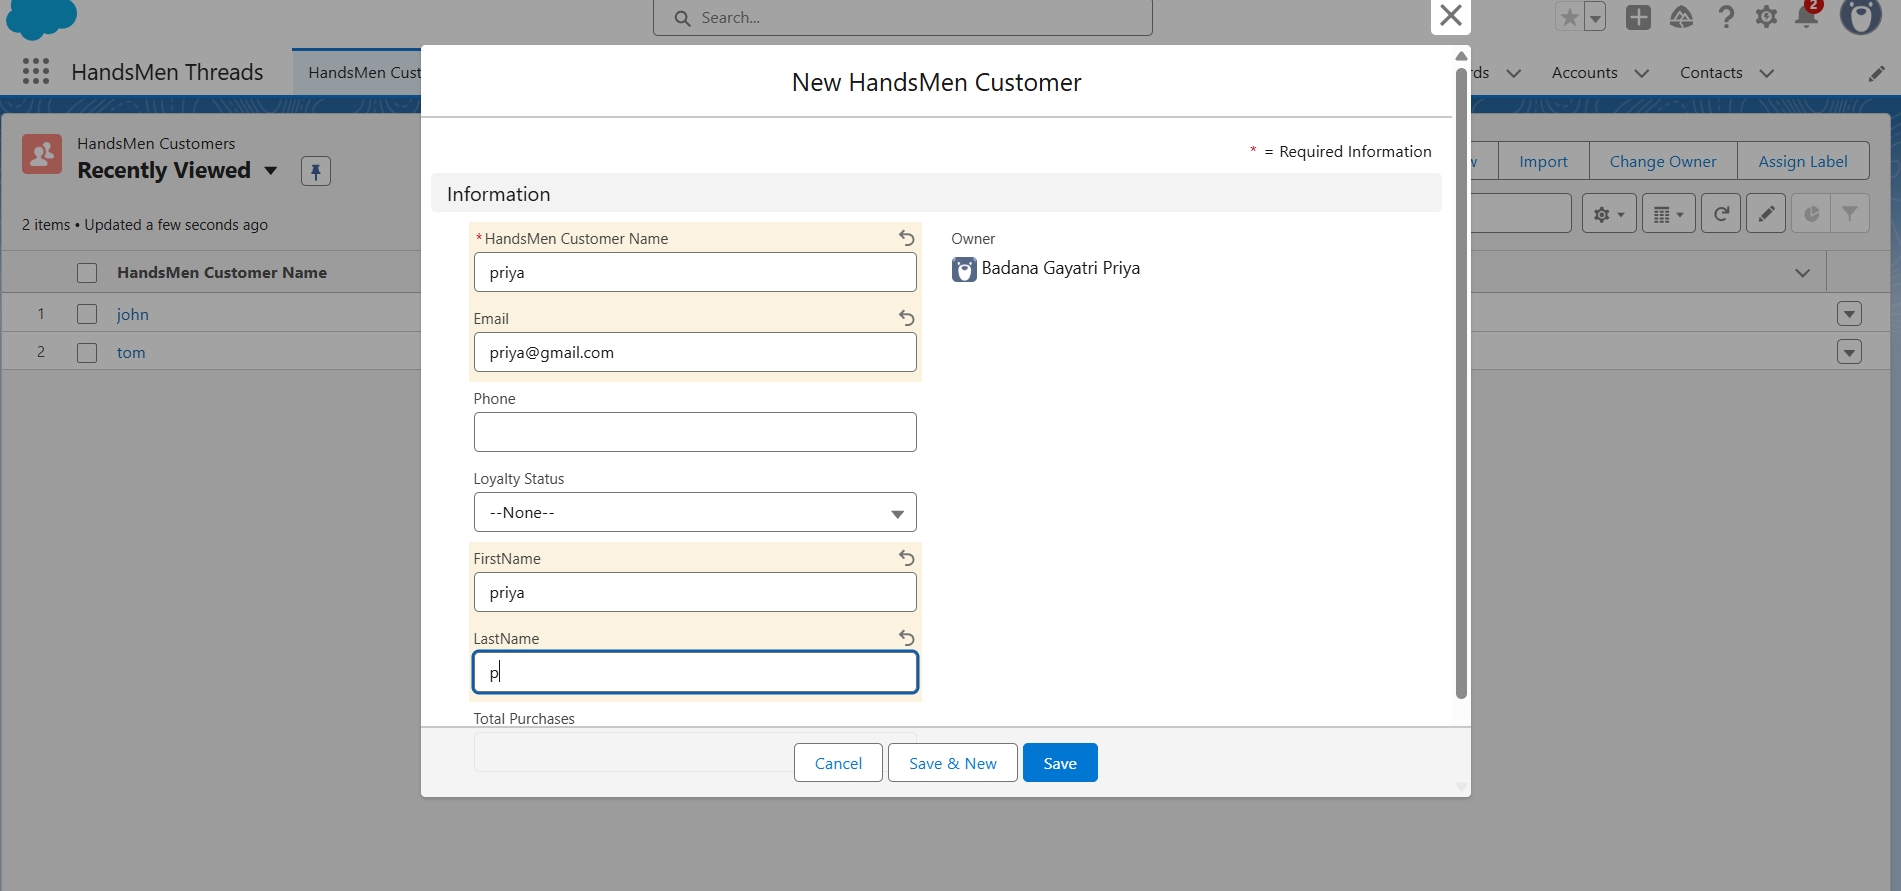 Search...
2
HandsMen Threads
HandsMen Cust
rds
Accounts
Contacts
New HandsMen Customer
HandsMen Customers
Recently Viewed
* = Required Information
w
Import
Change Owner
Assign Label
Information
2 items • Updated a few seconds ago
*HandsMen Customer Name
Owner
priya
Badana Gayatri Priya
HandsMen Customer Name
1 john
2 tom
Email
priya@gmail.com
Phone
Loyalty Status
--None--
FirstName
priya
LastName
p
Total Purchases
Cancel
Save & New
Save